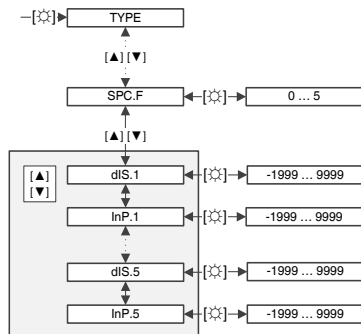 –[☼] TYPE
[▲] [▼]
SPC.F [☼] 0 ... 5
[▲] [▼]
[▲]
[▼]
dIS.1 [☼] -1999 ... 9999
InP.1 [☼] -1999 ... 9999
dIS.5 [☼] -1999 ... 9999
InP.5 [☼] -1999 ... 9999